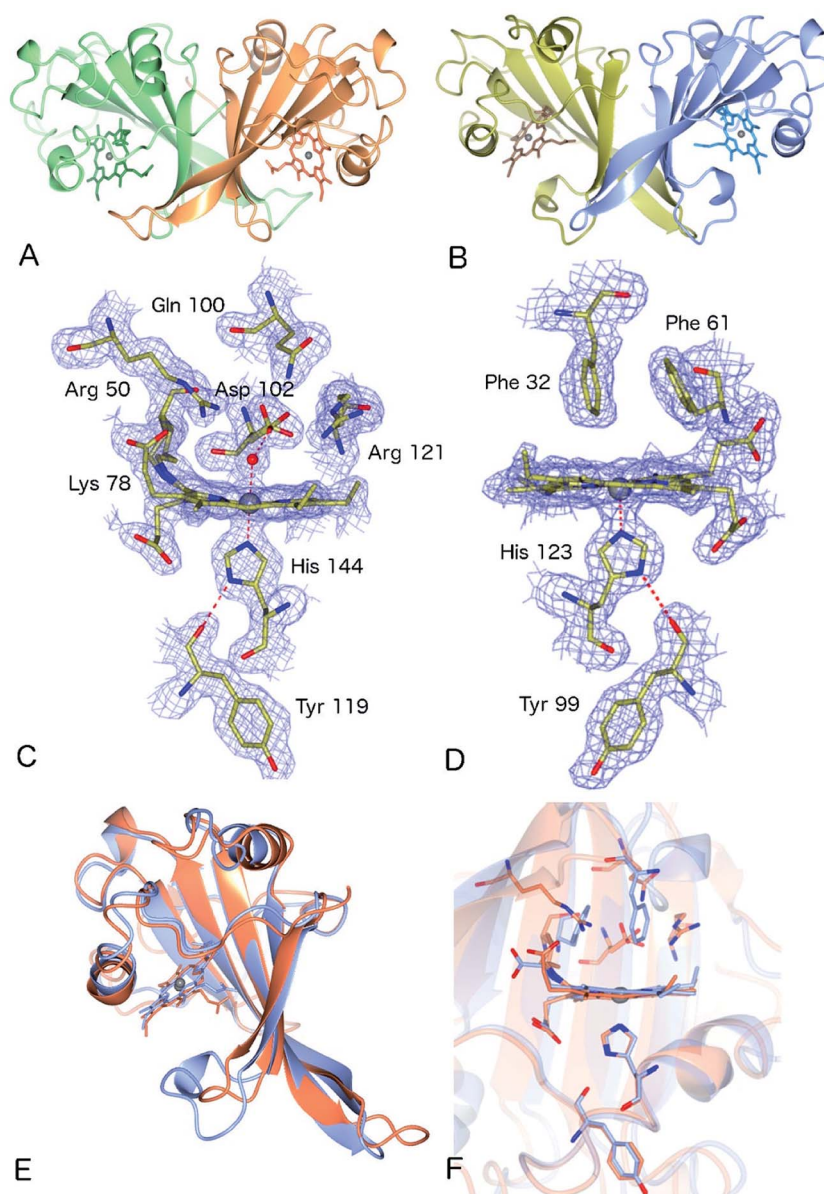 A
B
Gln 100
Arg 50
Asp 102
Arg 121
Lys 78
His 144
Tyr 119
C
Phe 61
Phe 32
His 123
Tyr 99
D
E
F